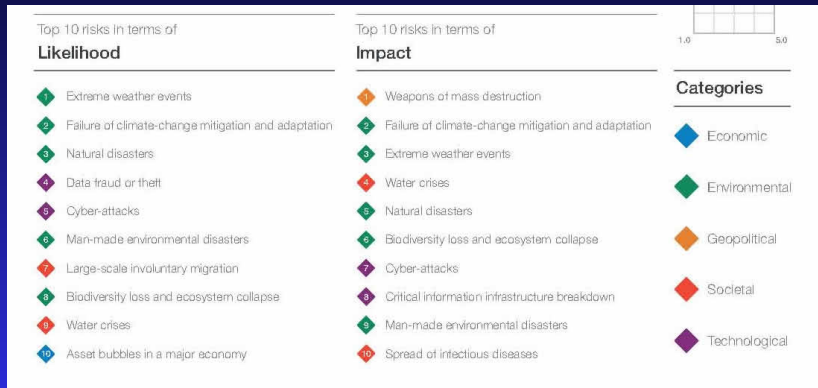 Top 10 risks in terms of
Likelihood
1 Extreme weather events
2 Failure of climate-change mitigation and adaptation
3 Natural disasters
4 Data fraud or theft
5 Cyber-attacks
6 Man-made environmental disasters
7 Large-scale involuntary migration
8 Biodiversity loss and ecosystem collapse
9 Water crises
10 Asset bubbles in a major economy
Top 10 risks in terms of
Impact
1 Weapons of mass destruction
2 Failure of climate-change mitigation and adaptation
3 Extreme weather events
4 Water crises
5 Natural disasters
6 Biodiversity loss and ecosystem collapse
7 Cyber-attacks
8 Critical information infrastructure breakdown
9 Man-made environmental disasters
10 Spread of infectious diseases
1.0 5.0
Categories
Economic
Environmental
Geopolitical
Societal
Technological